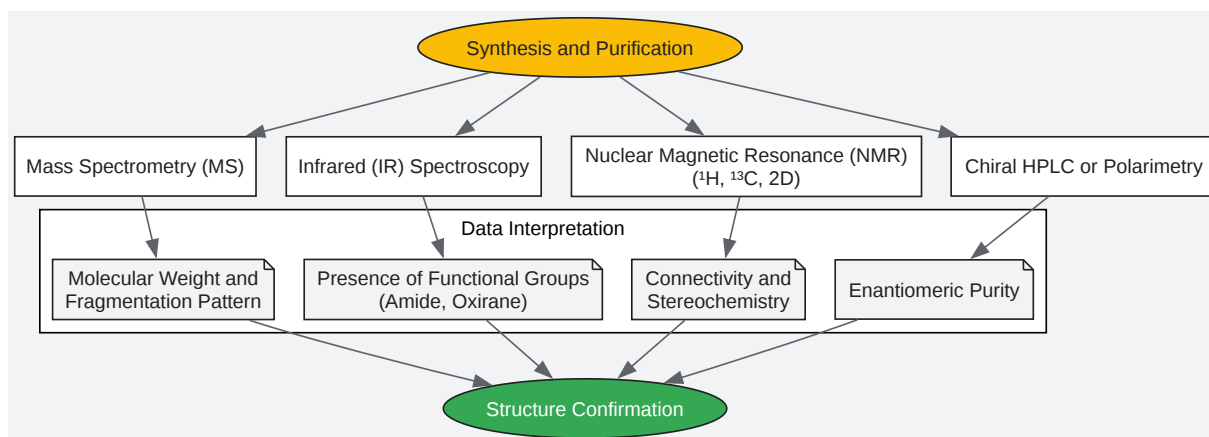 Synthesis and Purification
Mass Spectrometry (MS)
Infrared (IR) Spectroscopy
Nuclear Magnetic Resonance (NMR)
(¹H, ¹³C, 2D)
Chiral HPLC or Polarimetry
Data Interpretation
Molecular Weight and
Fragmentation Pattern
Presence of Functional Groups
(Amide, Oxirane)
Connectivity and
Stereochemistry
Enantiomeric Purity
Structure Confirmation